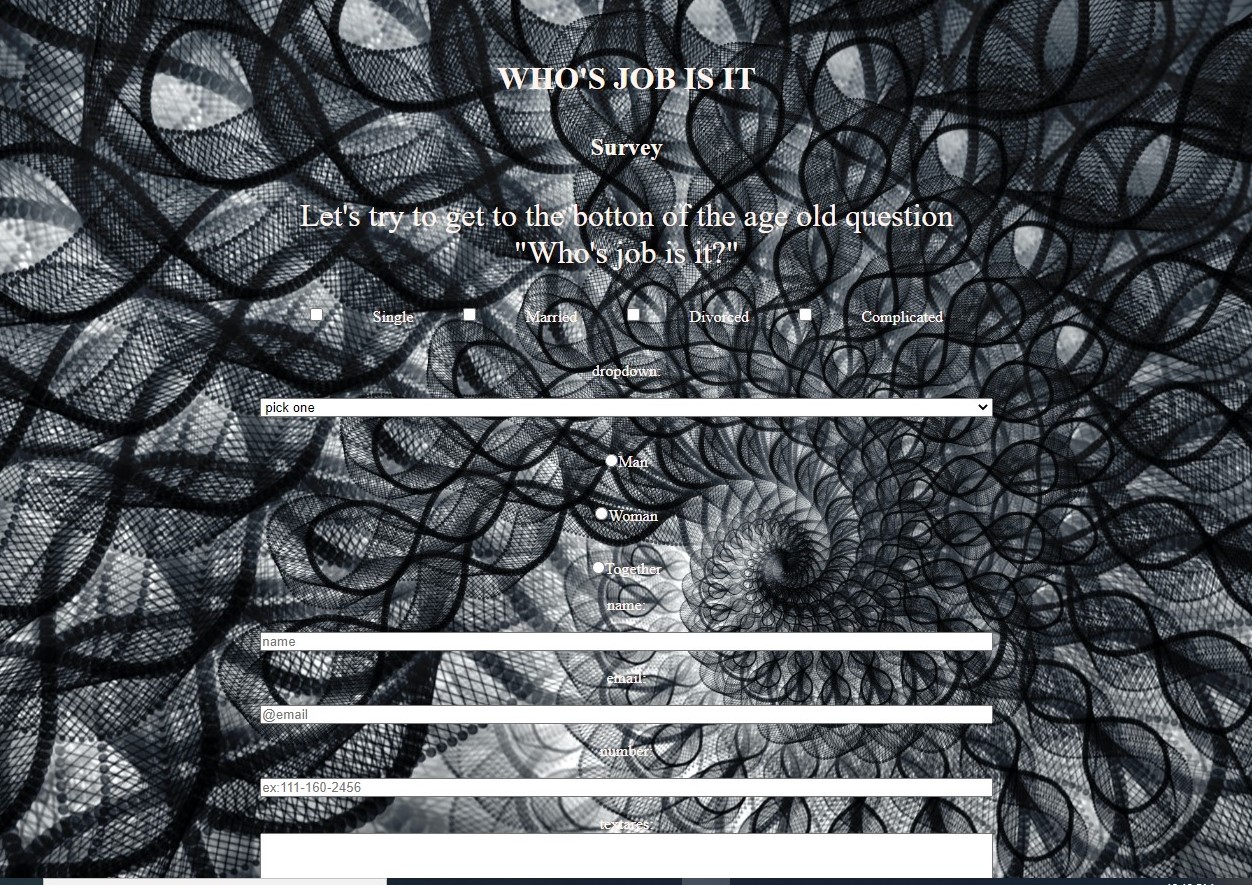 WHO'S JOB IS IT
Survey
Let's try to get to the botton of the age old question
"Who's job is it?"
Single Married Divorced Complicated
dropdown:
pick one
Man
Woman
Together
name:
name
email:
@email
number:
ex:111-160-2456